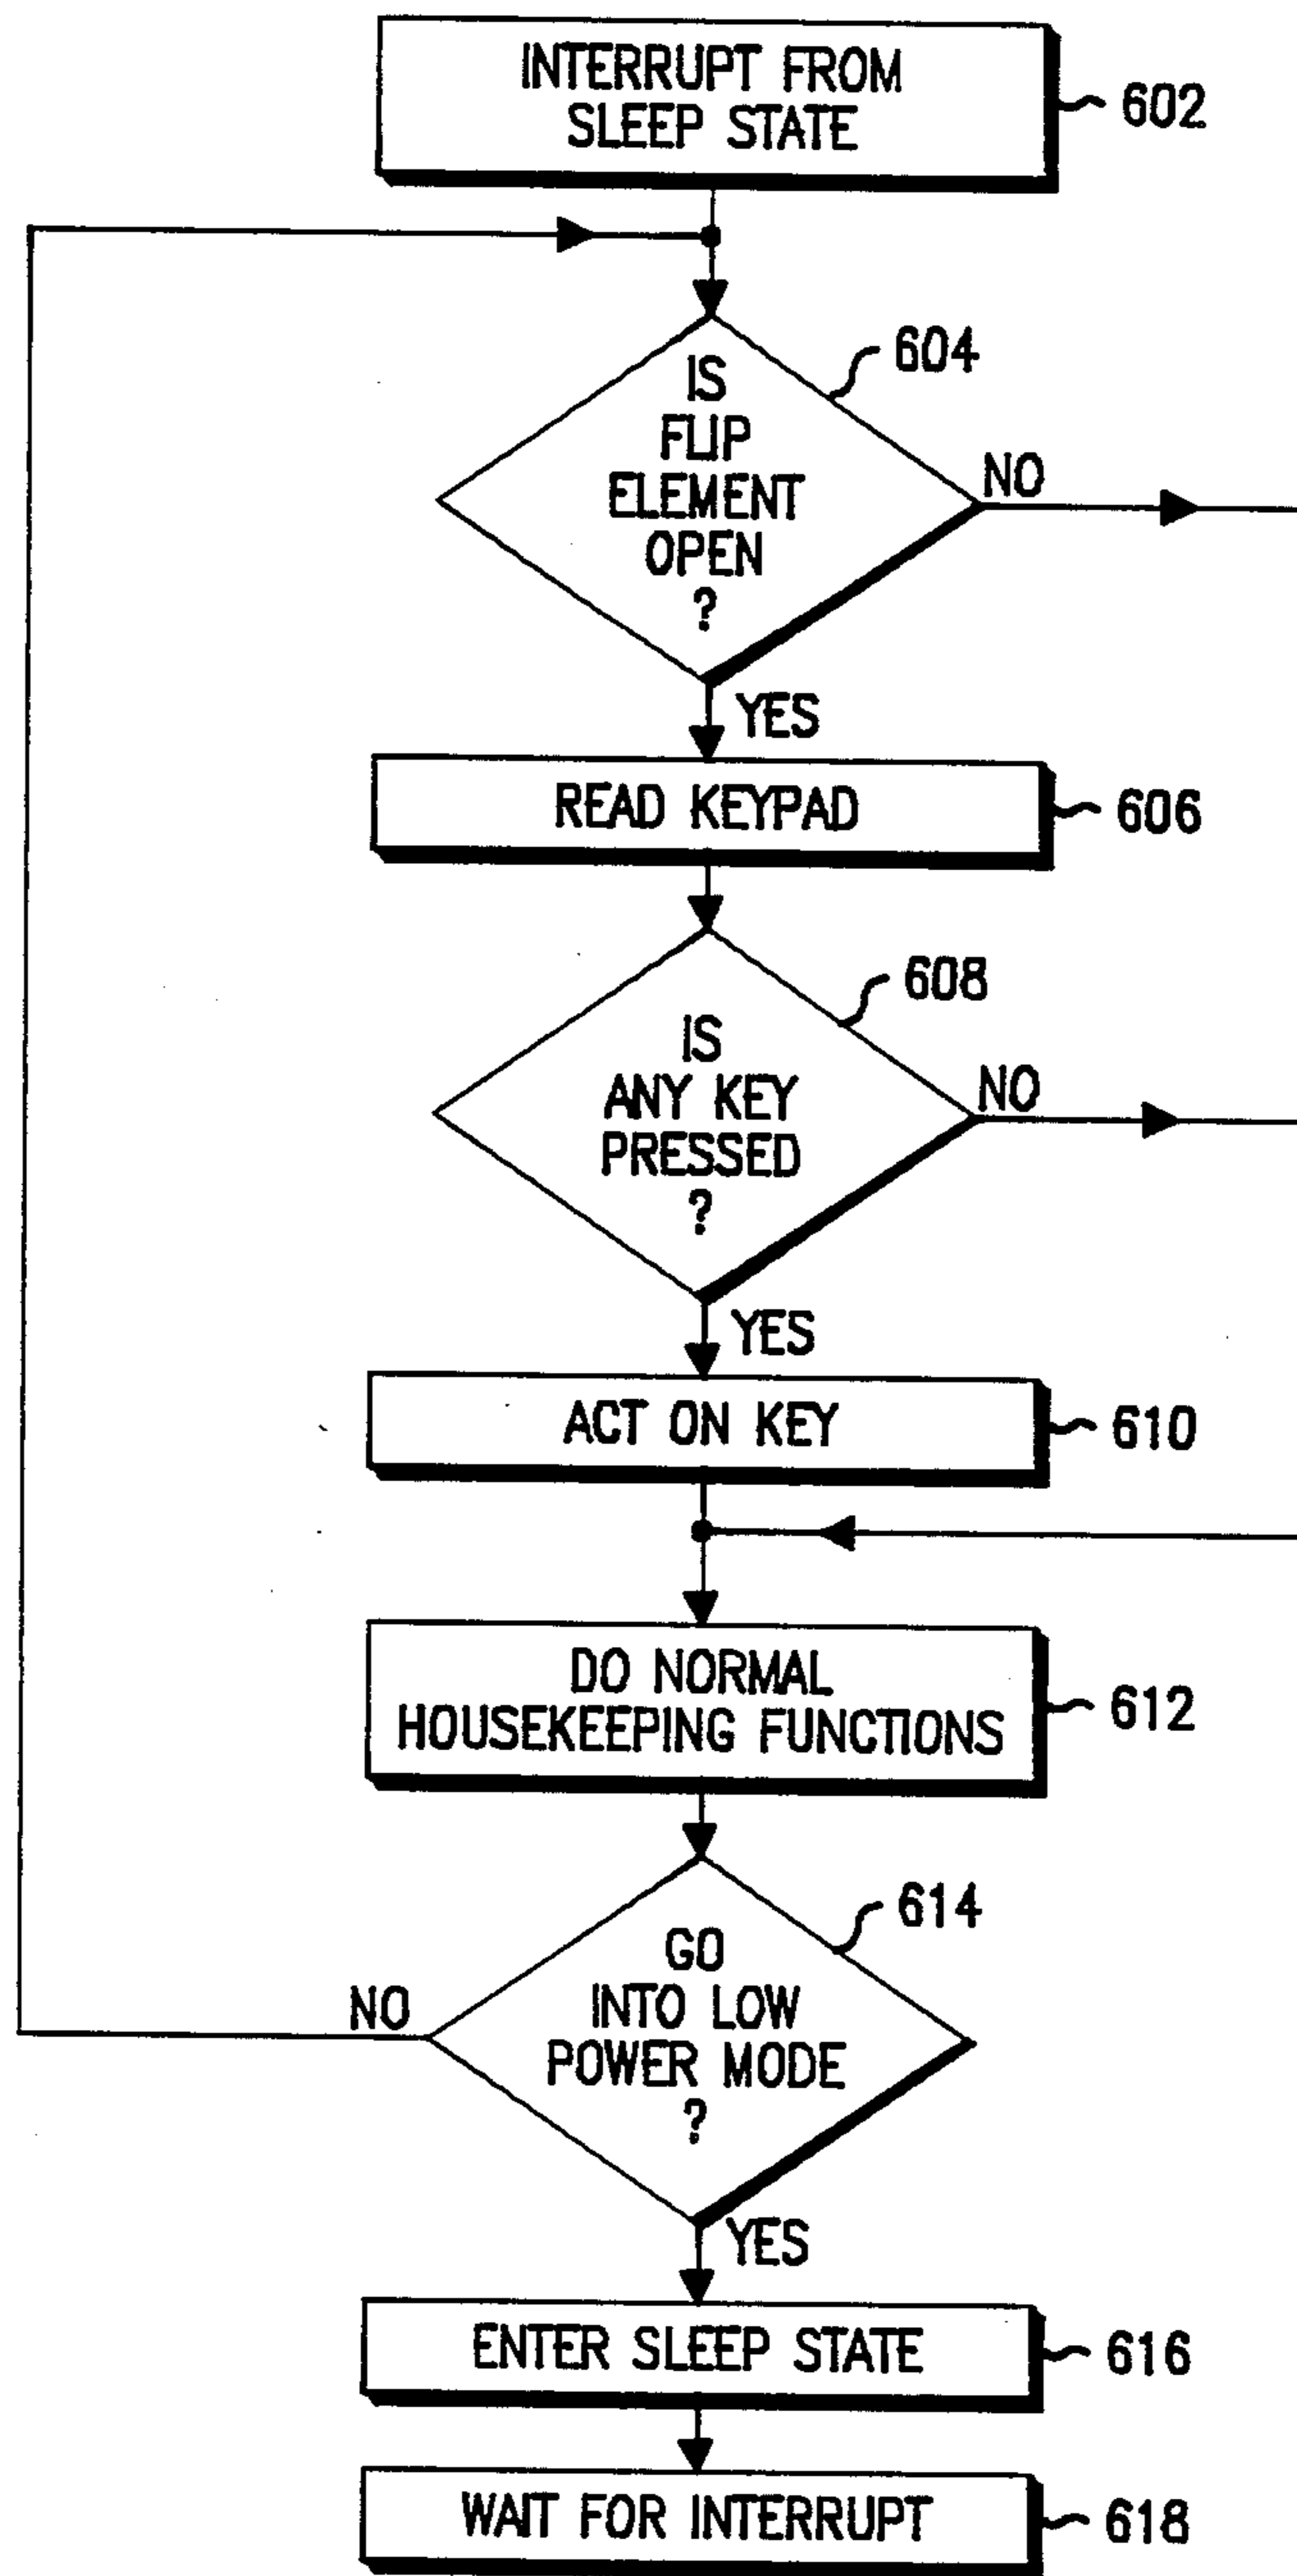 INTERRUPT FROM
SLEEP STATE
602
604
IS
FLIP
ELEMENT
OPEN
?
NO
YES
READ KEYPAD
606
608
IS
ANY KEY
PRESSED
?
NO
YES
ACT ON KEY
610
DO NORMAL
HOUSEKEEPING FUNCTIONS
612
614
GO
INTO LOW
POWER MODE
?
NO
YES
ENTER SLEEP STATE
616
WAIT FOR INTERRUPT
618